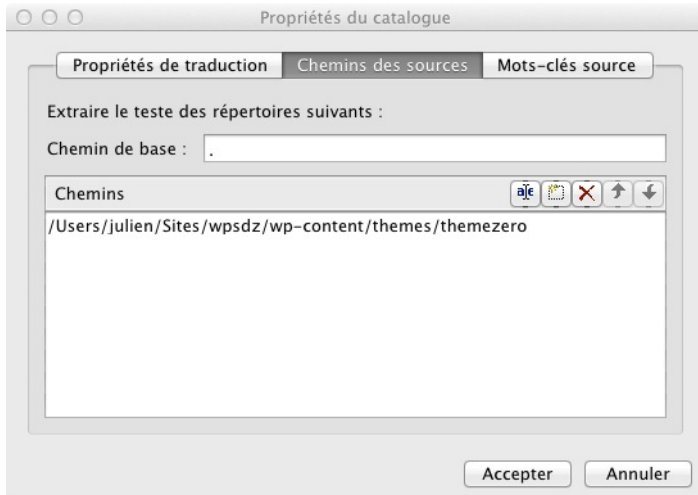 Propriétés du catalogue
Propriétés de traduction Chemins des sources Mots-clés source
Extraire le teste des répertoires suivants :
Chemin de base : .
Chemins
/Users/julien/Sites/wpsdz/wp-content/themes/themezero
Accepter Annuler